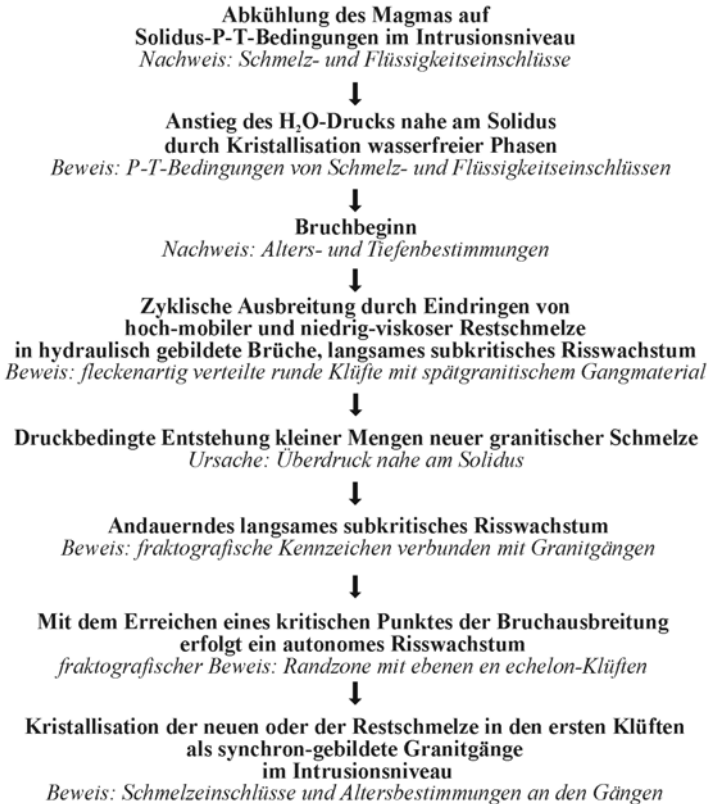 Abkühlung des Magmas auf
Solidus-P-T-Bedingungen im Intrusionsniveau
Nachweis: Schmelz- und Flüssigkeitseinschlüsse
Anstieg des H₂O-Drucks nahe am Solidus
durch Kristallisation wasserfreier Phasen
Beweis: P-T-Bedingungen von Schmelz- und Flüssigkeitseinschlüssen
Bruchbeginn
Nachweis: Alters- und Tiefenbestimmungen
Zyklische Ausbreitung durch Eindringen von
hoch-mobiler und niedrig-viskoser Restschmelze
in hydraulisch gebildete Brüche, langsames subkritisches Risswachstum
Beweis: fleckenartig verteilte runde Klüfte mit spätgranitischem Gangmaterial
Druckbedingte Entstehung kleiner Mengen neuer granitischer Schmelze
Ursache: Überdruck nahe am Solidus
Andauerndes langsames subkritisches Risswachstum
Beweis: fraktografische Kennzeichen verbunden mit Granitgängen
Mit dem Erreichen eines kritischen Punktes der Bruchausbreitung
erfolgt ein autonomes Risswachstum
fraktografischer Beweis: Randzone mit ebenen en echelon-Klüften
Kristallisation der neuen oder der Restschmelze in den ersten Klüften
als synchron-gebildete Granitgänge
im Intrusionsniveau
Beweis: Schmelzeinschlüsse und Altersbestimmungen an den Gängen